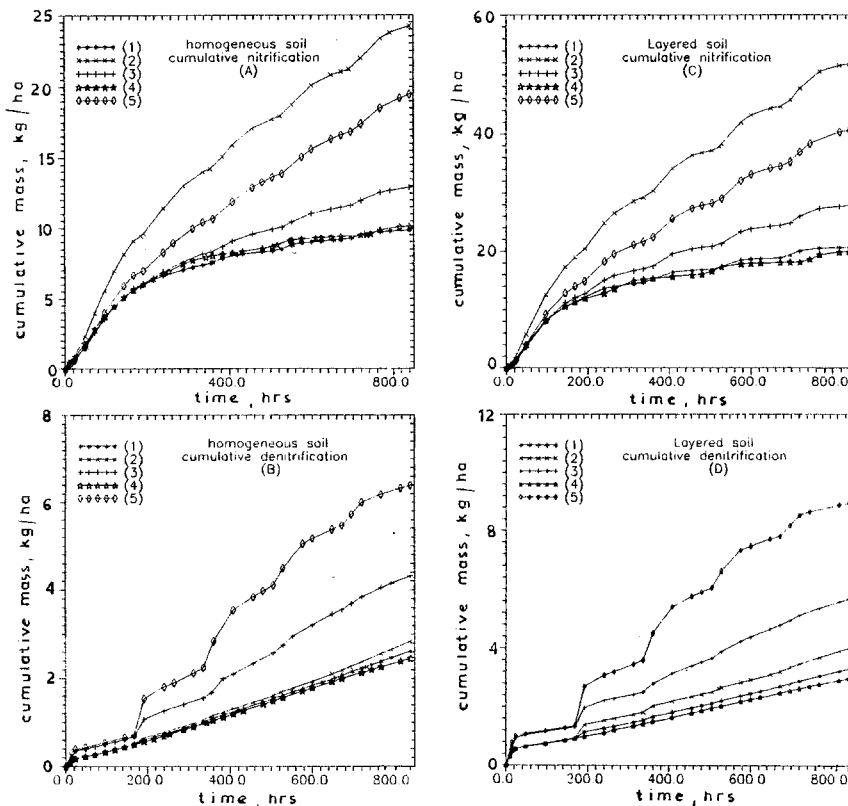 25
20
15
10
5
0
cumulative mass, kg/ha
(1)
(2)
(3)
(4)
(5)
homogeneous soil
cumulative nitrification
(A)
0.0
400.0
800.0
time, hrs
60
40
20
0
cumulative mass, kg/ha
(1)
(2)
(3)
(4)
(5)
Layered soil
cumulative nitrification
(C)
0.0
200.0
400.0
600.0
800.0
time, hrs
8
6
4
2
0
cumulative mass, kg/ha
(1)
(2)
(3)
(4)
(5)
homogeneous soil
cumulative denitrification
(B)
0.0
200.0
400.0
600.0
800.0
time, hrs
12
8
4
0
cumulative mass, kg/ha
(1)
(2)
(3)
(4)
(5)
Layered soil
cumulative denitrification
(D)
0.0
200.0
400.0
600.0
800.0
time, hrs